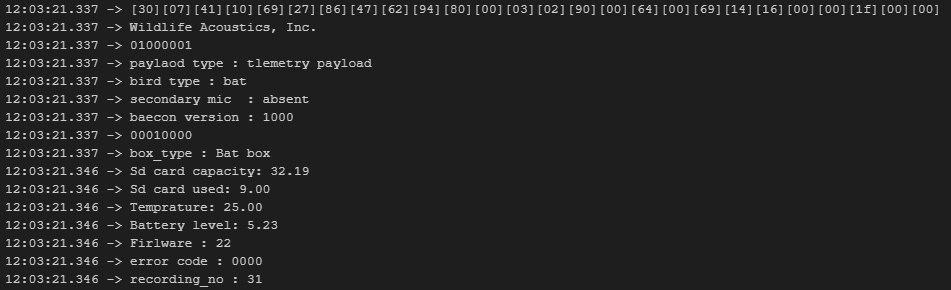 12:03:21.337 -> [30][07][41][10][69][27][86][47][62][94][80][00][03][02][90][00][64][00][69][14][16][00][00][1f][00][00]
12:03:21.337 -> Wildlife Acoustics, Inc.
12:03:21.337 -> 01000001
12:03:21.337 -> paylaod type : tlemetry payload
12:03:21.337 -> bird type : bat
12:03:21.337 -> secondary mic  : absent
12:03:21.337 -> baecon version : 1000
12:03:21.337 -> 00010000
12:03:21.337 -> box_type : Bat box
12:03:21.346 -> Sd card capacity: 32.19
12:03:21.346 -> Sd card used: 9.00
12:03:21.346 -> Temprature: 25.00
12:03:21.346 -> Battery level: 5.23
12:03:21.346 -> Firlware : 22
12:03:21.346 -> error code : 0000
12:03:21.346 -> recording_no : 31